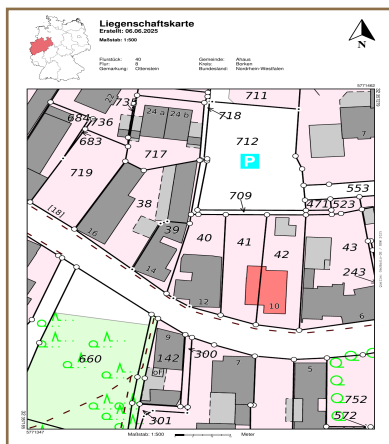 Liegenschaftskarte
Erstellt: 06.06.2025
Maßstab: 1:500
Flurstück: 40
Flur: 8
Gemarkung: Ottenstein
Gemeinde: Ahaus
Kreis: Borken
Bundesland: Nordrhein-Westfalen
N
711
22
735
24 a
24 b
718
684
736
683
712
7
717
P
719
553
709
471
523
[18]
38
39
40
41
42
43
16
14
243
12
10
6
660
9
142
300
7
5
752
301
572
Maßstab: 1:500
Meter